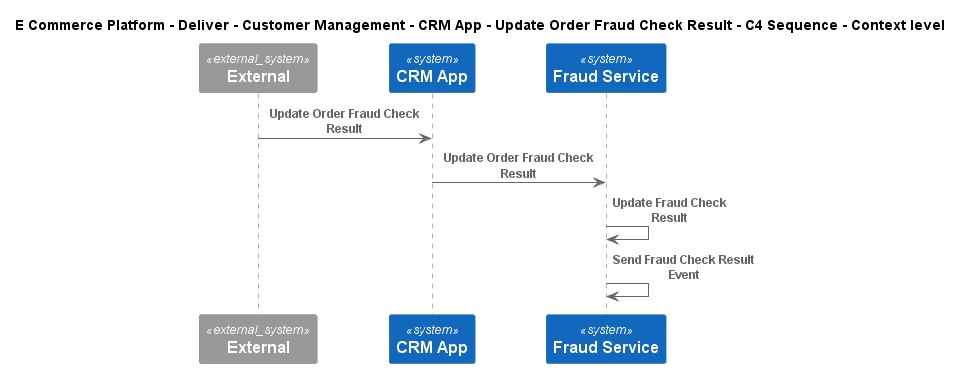 E Commerce Platform - Deliver - Customer Management - CRM App - Update Order Fraud Check Result - C4 Sequence - Context level
«external_system» «system» «system»
External CRM App Fraud Service
Update Order Fraud Check
Result
Update Order Fraud Check
Result
Update Fraud Check
Result
Send Fraud Check Result
Event
«external_system» «system» «system»
External CRM App Fraud Service